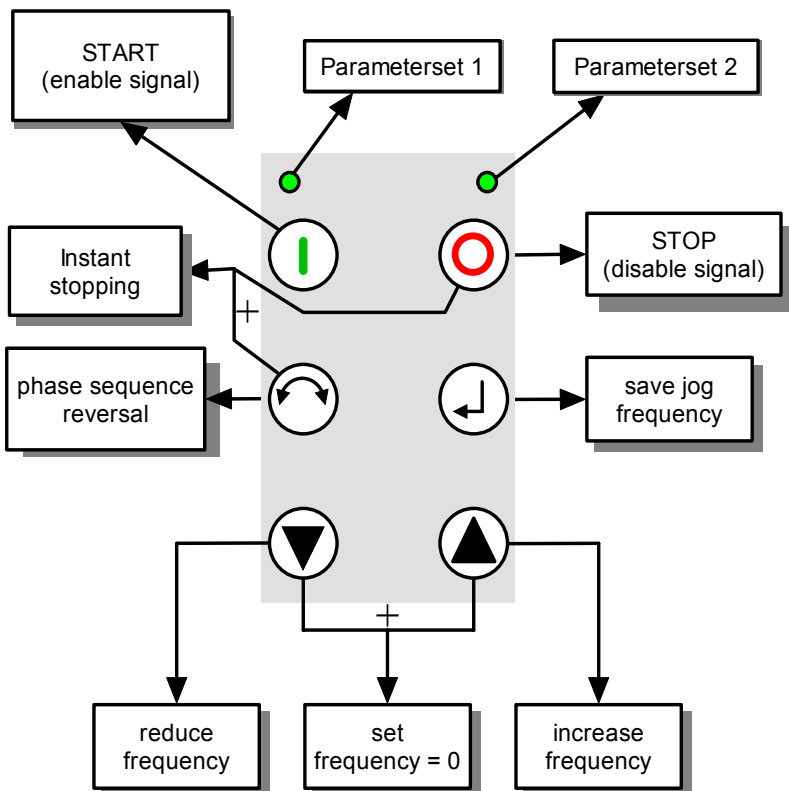 START
(enable signal)
Parameterset 1
Parameterset 2
Instant
stopping
STOP
(disable signal)
+
phase sequence
reversal
save jog
frequency
+
reduce
frequency
set
frequency = 0
increase
frequency